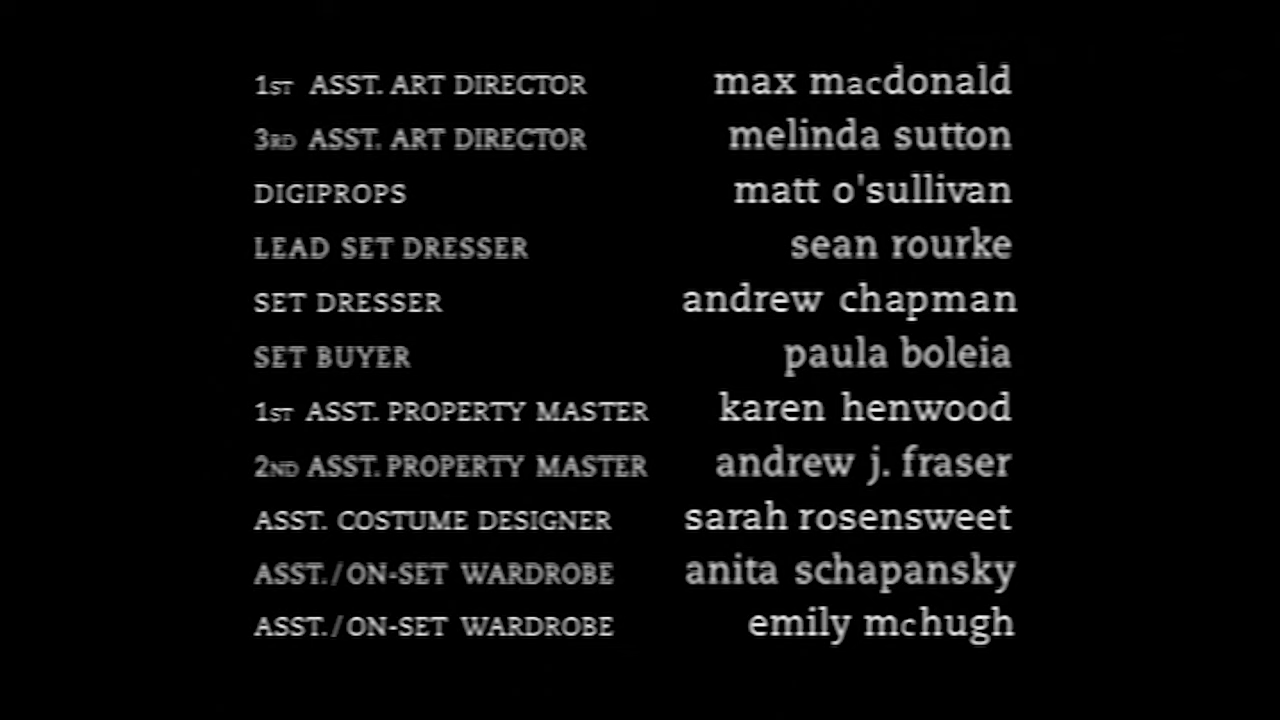 1ST ASST. ART DIRECTOR max macdonald
3RD ASST. ART DIRECTOR melinda sutton
DIGIPROPS matt o'sullivan
LEAD SET DRESSER sean rourke
SET DRESSER andrew chapman
SET BUYER paula boleia
1ST ASST. PROPERTY MASTER karen henwood
2ND ASST. PROPERTY MASTER andrew j. fraser
ASST. COSTUME DESIGNER sarah rosensweet
ASST./ON-SET WARDROBE anita schapansky
ASST./ON-SET WARDROBE emily mchugh